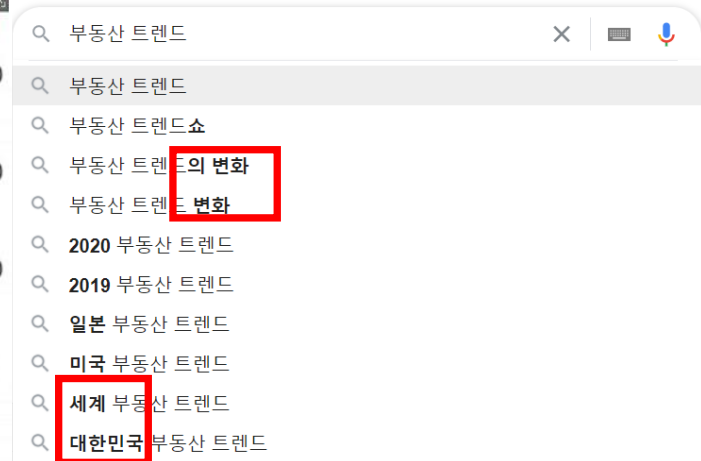 부동산 트렌드
부동산 트렌드
부동산 트렌드쇼
부동산 트렌드의 변화
부동산 트렌드 변화
2020 부동산 트렌드
2019 부동산 트렌드
일본 부동산 트렌드
미국 부동산 트렌드
세계 부동산 트렌드
대한민국 부동산 트렌드